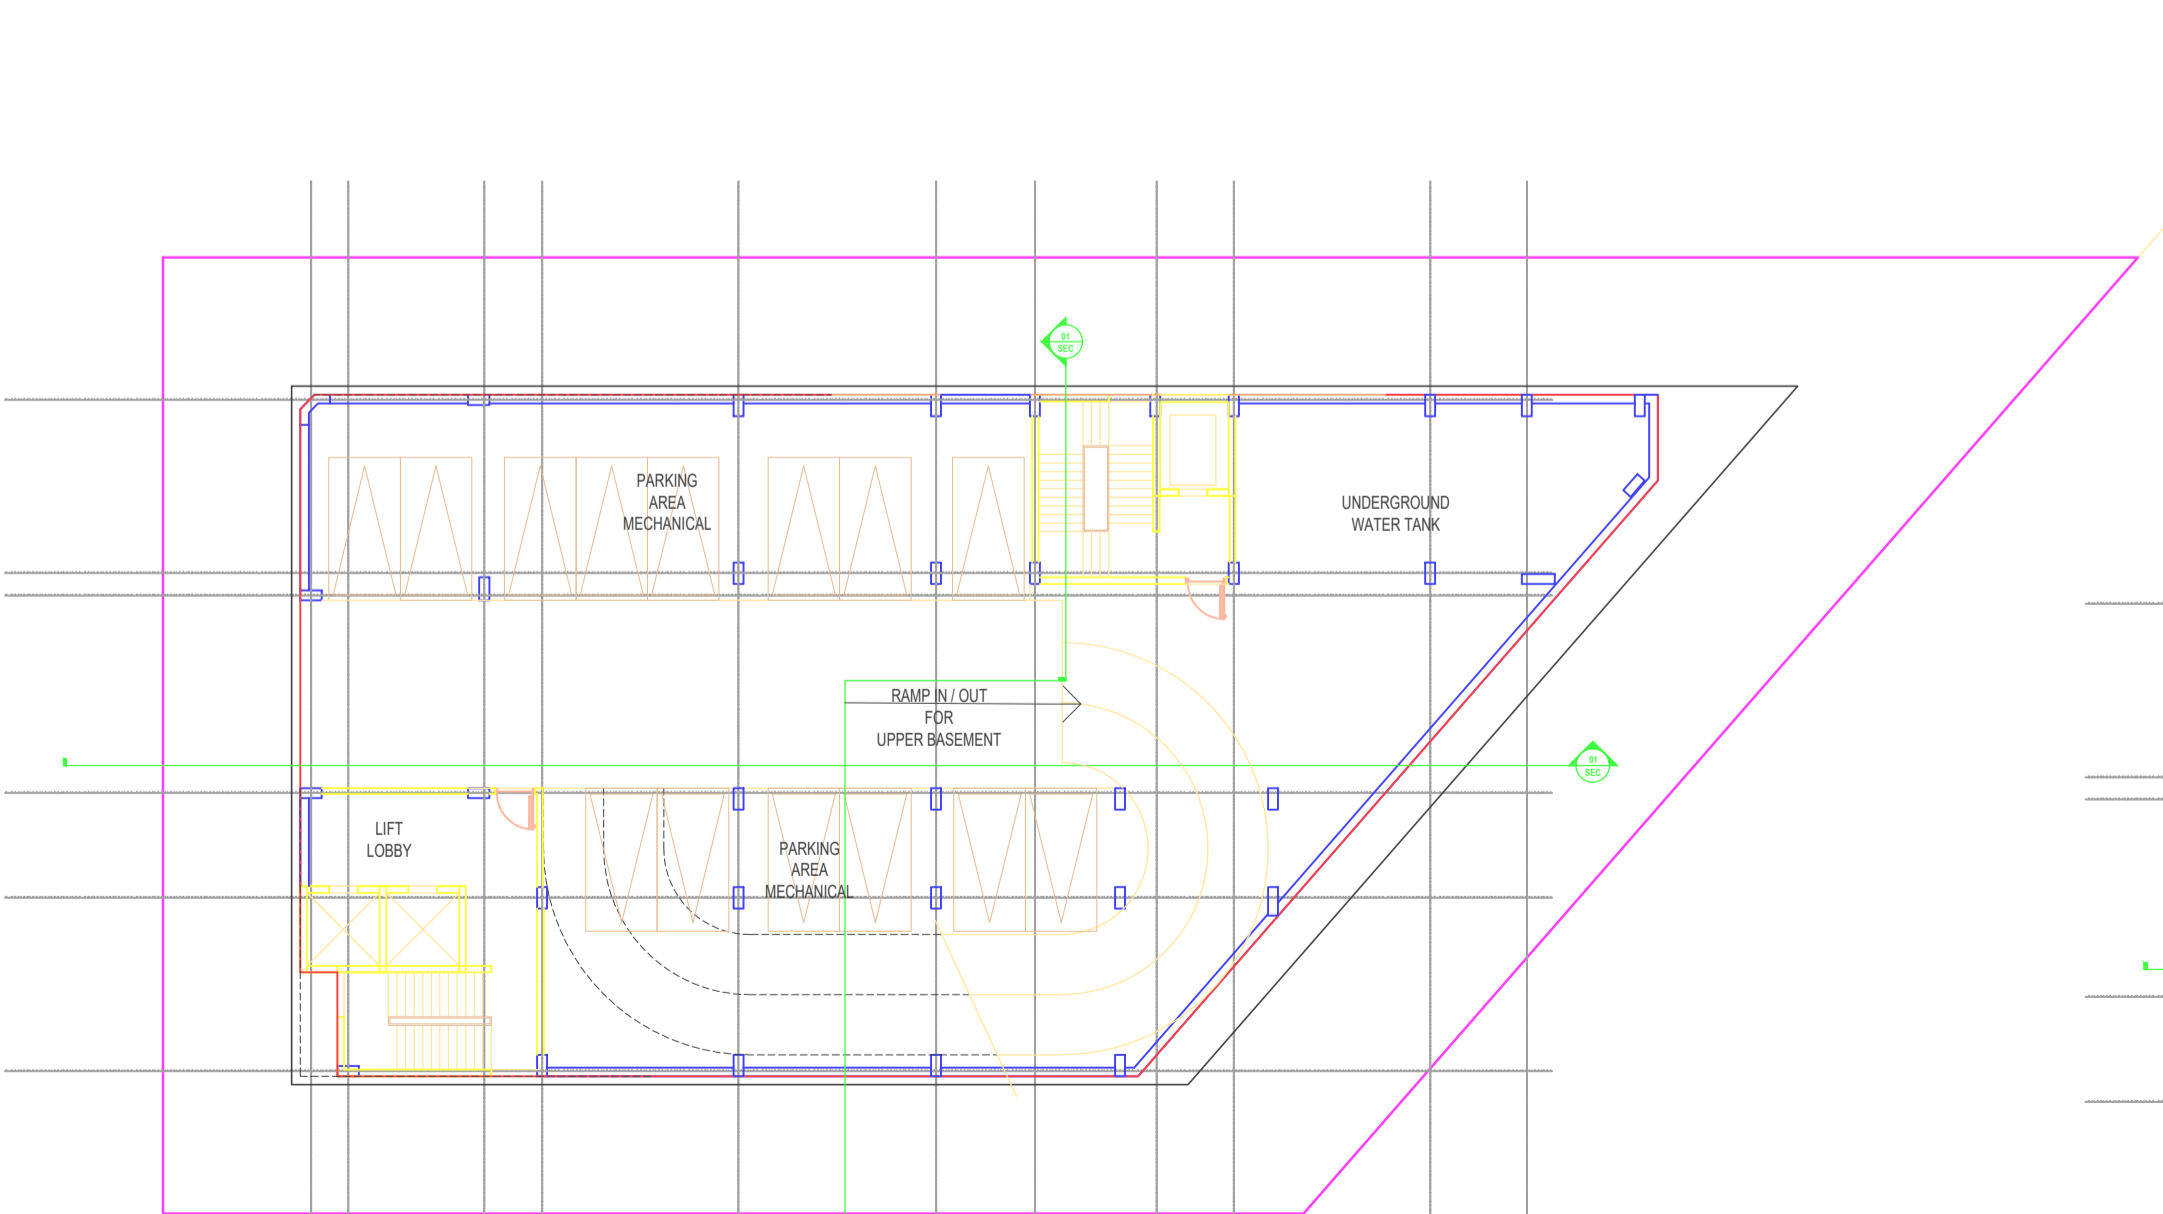 01
SEC
PARKING
AREA
MECHANICAL
UNDERGROUND
WATER TANK
RAMP IN / OUT
FOR
UPPER BASEMENT
01
SEC
LIFT
LOBBY
PARKING
AREA
MECHANICAL